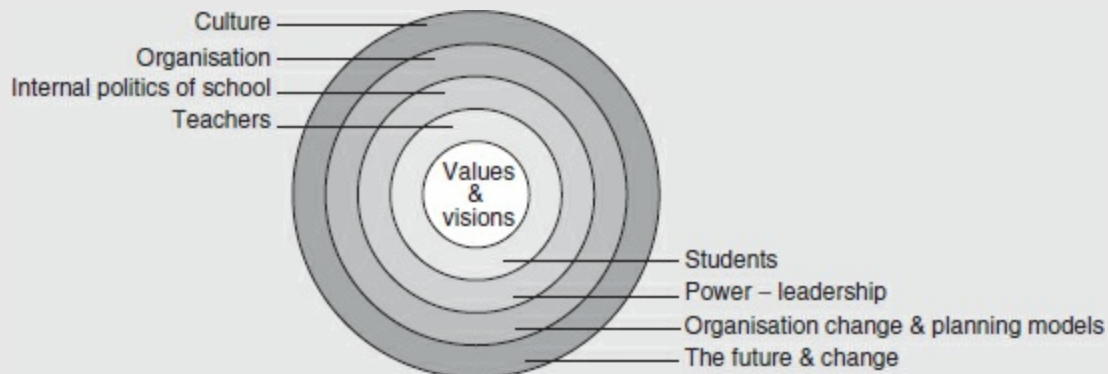 Culture
Organisation
Internal politics of school
Teachers
Values
&
visions
Students
Power – leadership
Organisation change & planning models
The future & change